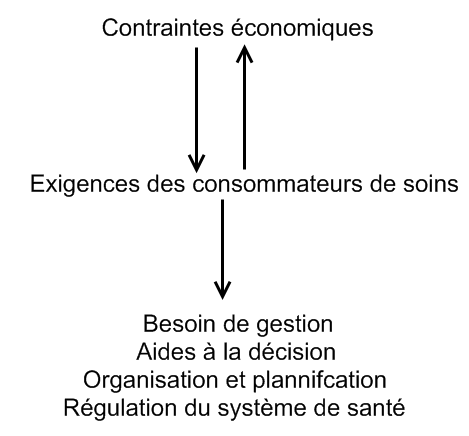 Contraintes économiques
Exigences des consommateurs de soins
Besoin de gestion
Aides à la décision
Organisation et plannifcation
Régulation du système de santé